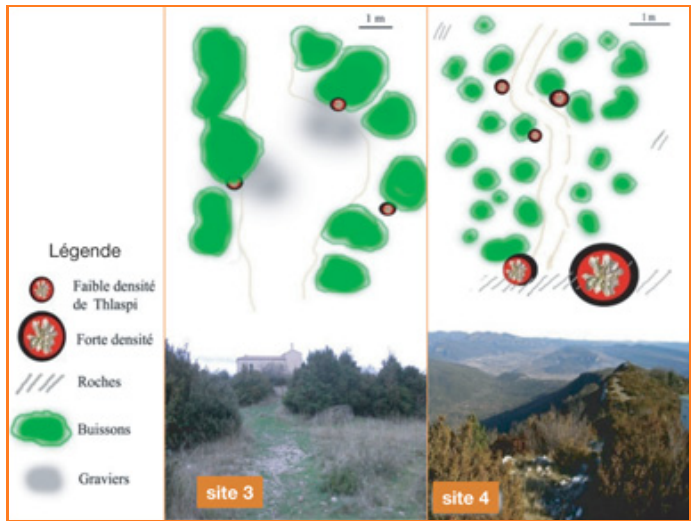 1 m
1 m
Légende
Faible densité
de Thlaspi
Forte densité
Roches
Buissons
Graviers
site 3
site 4